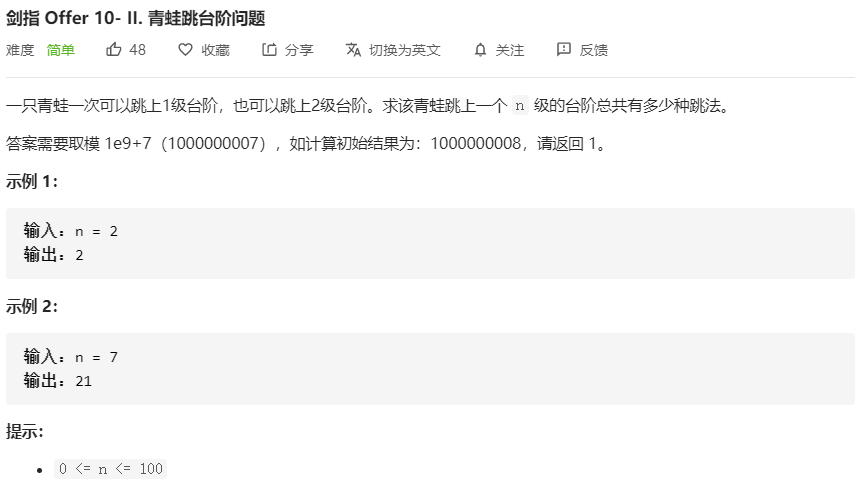 剑指 Offer 10- II. 青蛙跳台阶问题
难度 简单 48 收藏 分享 切换为英文 关注 反馈
一只青蛙一次可以跳上1级台阶，也可以跳上2级台阶。求该青蛙跳上一个 n 级的台阶总共有多少种跳法。
答案需要取模 1e9+7（1000000007），如计算初始结果为：1000000008，请返回 1。
示例 1：
输入：n = 2
输出：2
示例 2：
输入：n = 7
输出：21
提示：
0 <= n <= 100